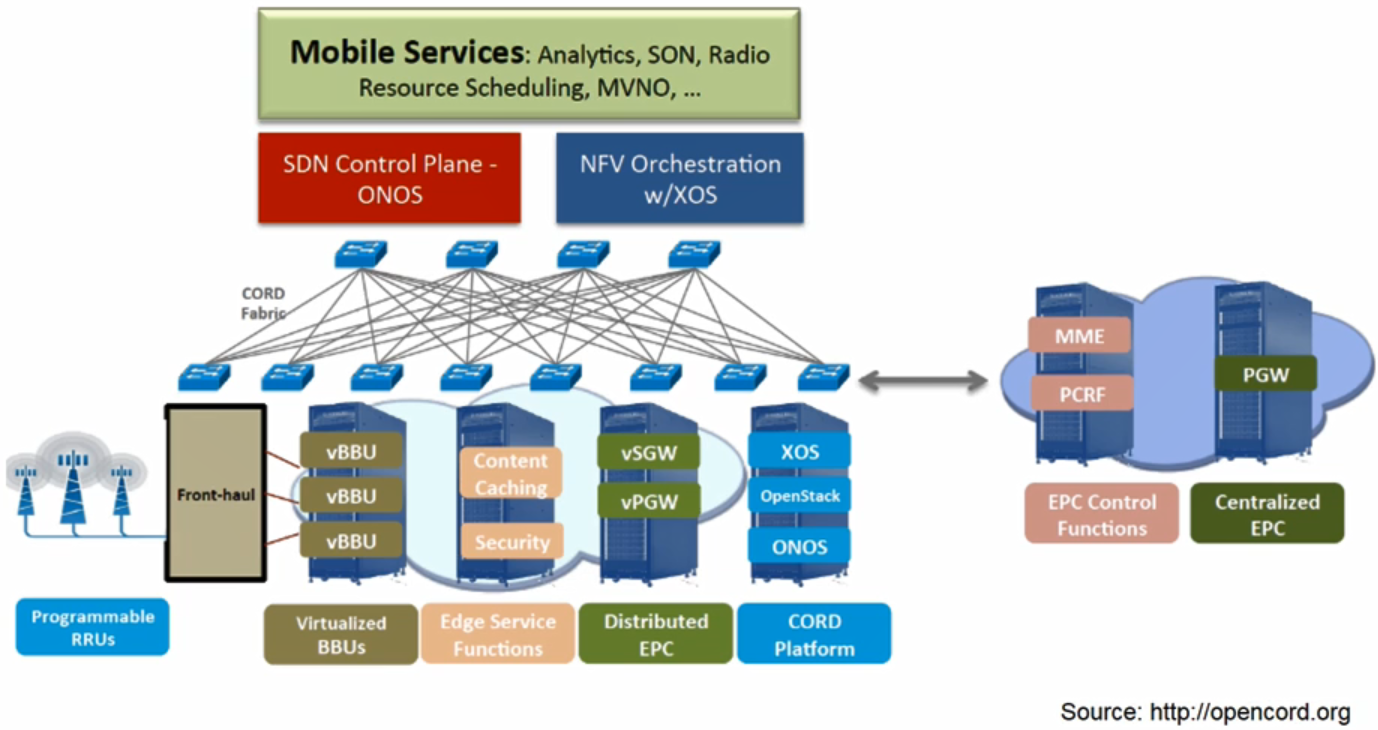 Mobile Services: Analytics, SON, Radio
Resource Scheduling, MVNO, ...
SDN Control Plane -
ONOS
NFV Orchestration
w/XOS
CORD
Fabric
MME
PCRF
PGW
Front-haul
vBBU
vBBU
vBBU
Content
Caching
Security
vSGW
vPGW
XOS
OpenStack
ONOS
EPC Control
Functions
Centralized
EPC
Programmable
RRUs
Virtualized
BBUs
Edge Service
Functions
Distributed
EPC
CORD
Platform
Source: http://opencord.org